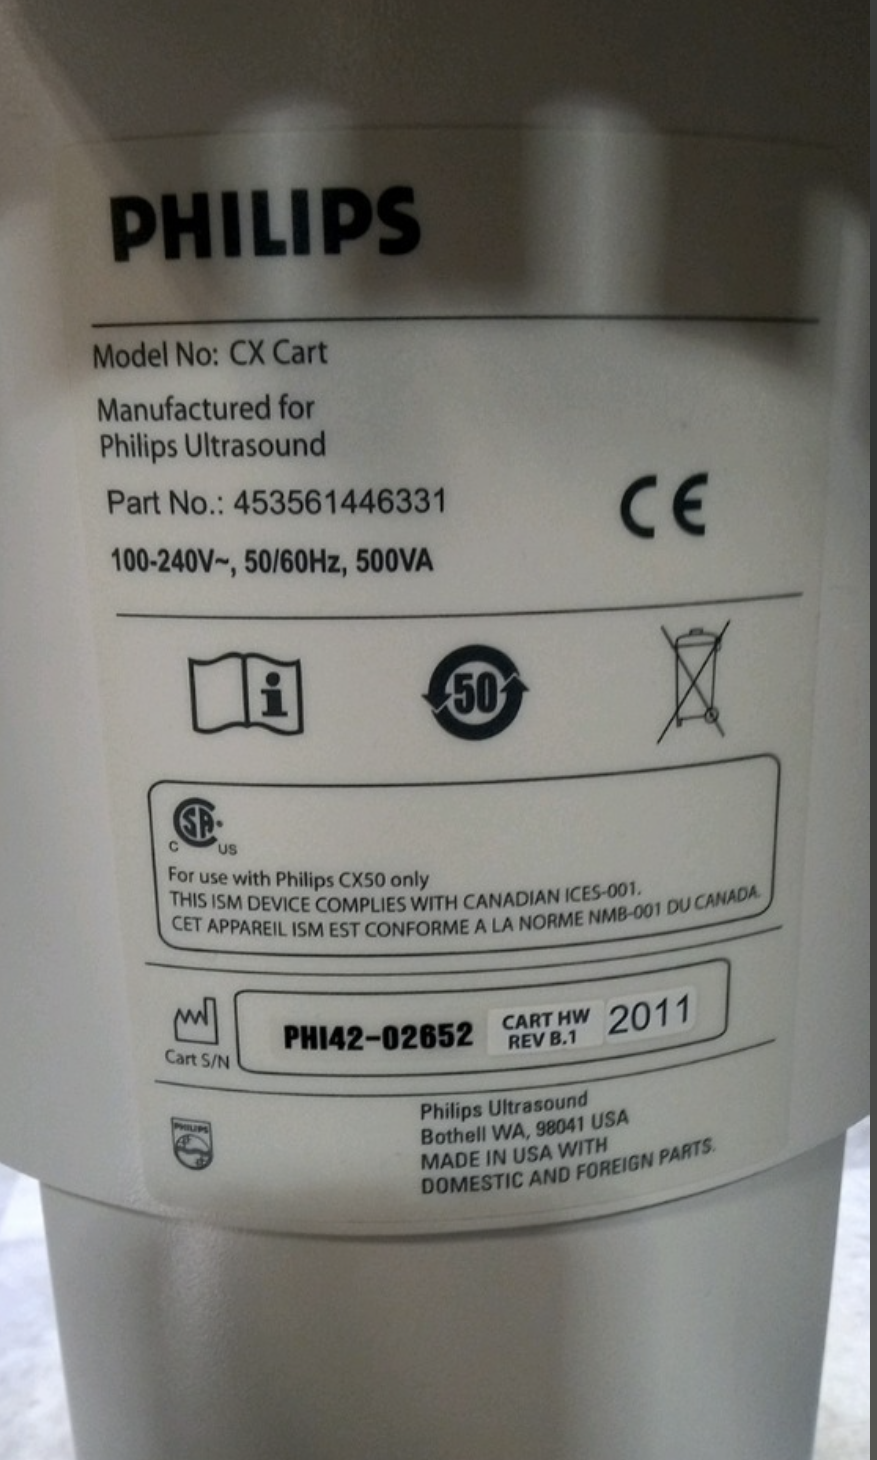 PHILIPS
Model No: CX Cart
Manufactured for
Philips Ultrasound
Part No.: 453561446331
CE
100-240V~, 50/60Hz, 500VA
i
50
CSA
C US
For use with Philips CX50 only
THIS ISM DEVICE COMPLIES WITH CANADIAN ICES-001.
CET APPAREIL ISM EST CONFORME A LA NORME NMB-001 DU CANADA.
PHI42-02652 CART HW REV B.1 2011
Cart S/N
PHILIPS
Philips Ultrasound
Bothell WA, 98041 USA
MADE IN USA WITH
DOMESTIC AND FOREIGN PARTS.